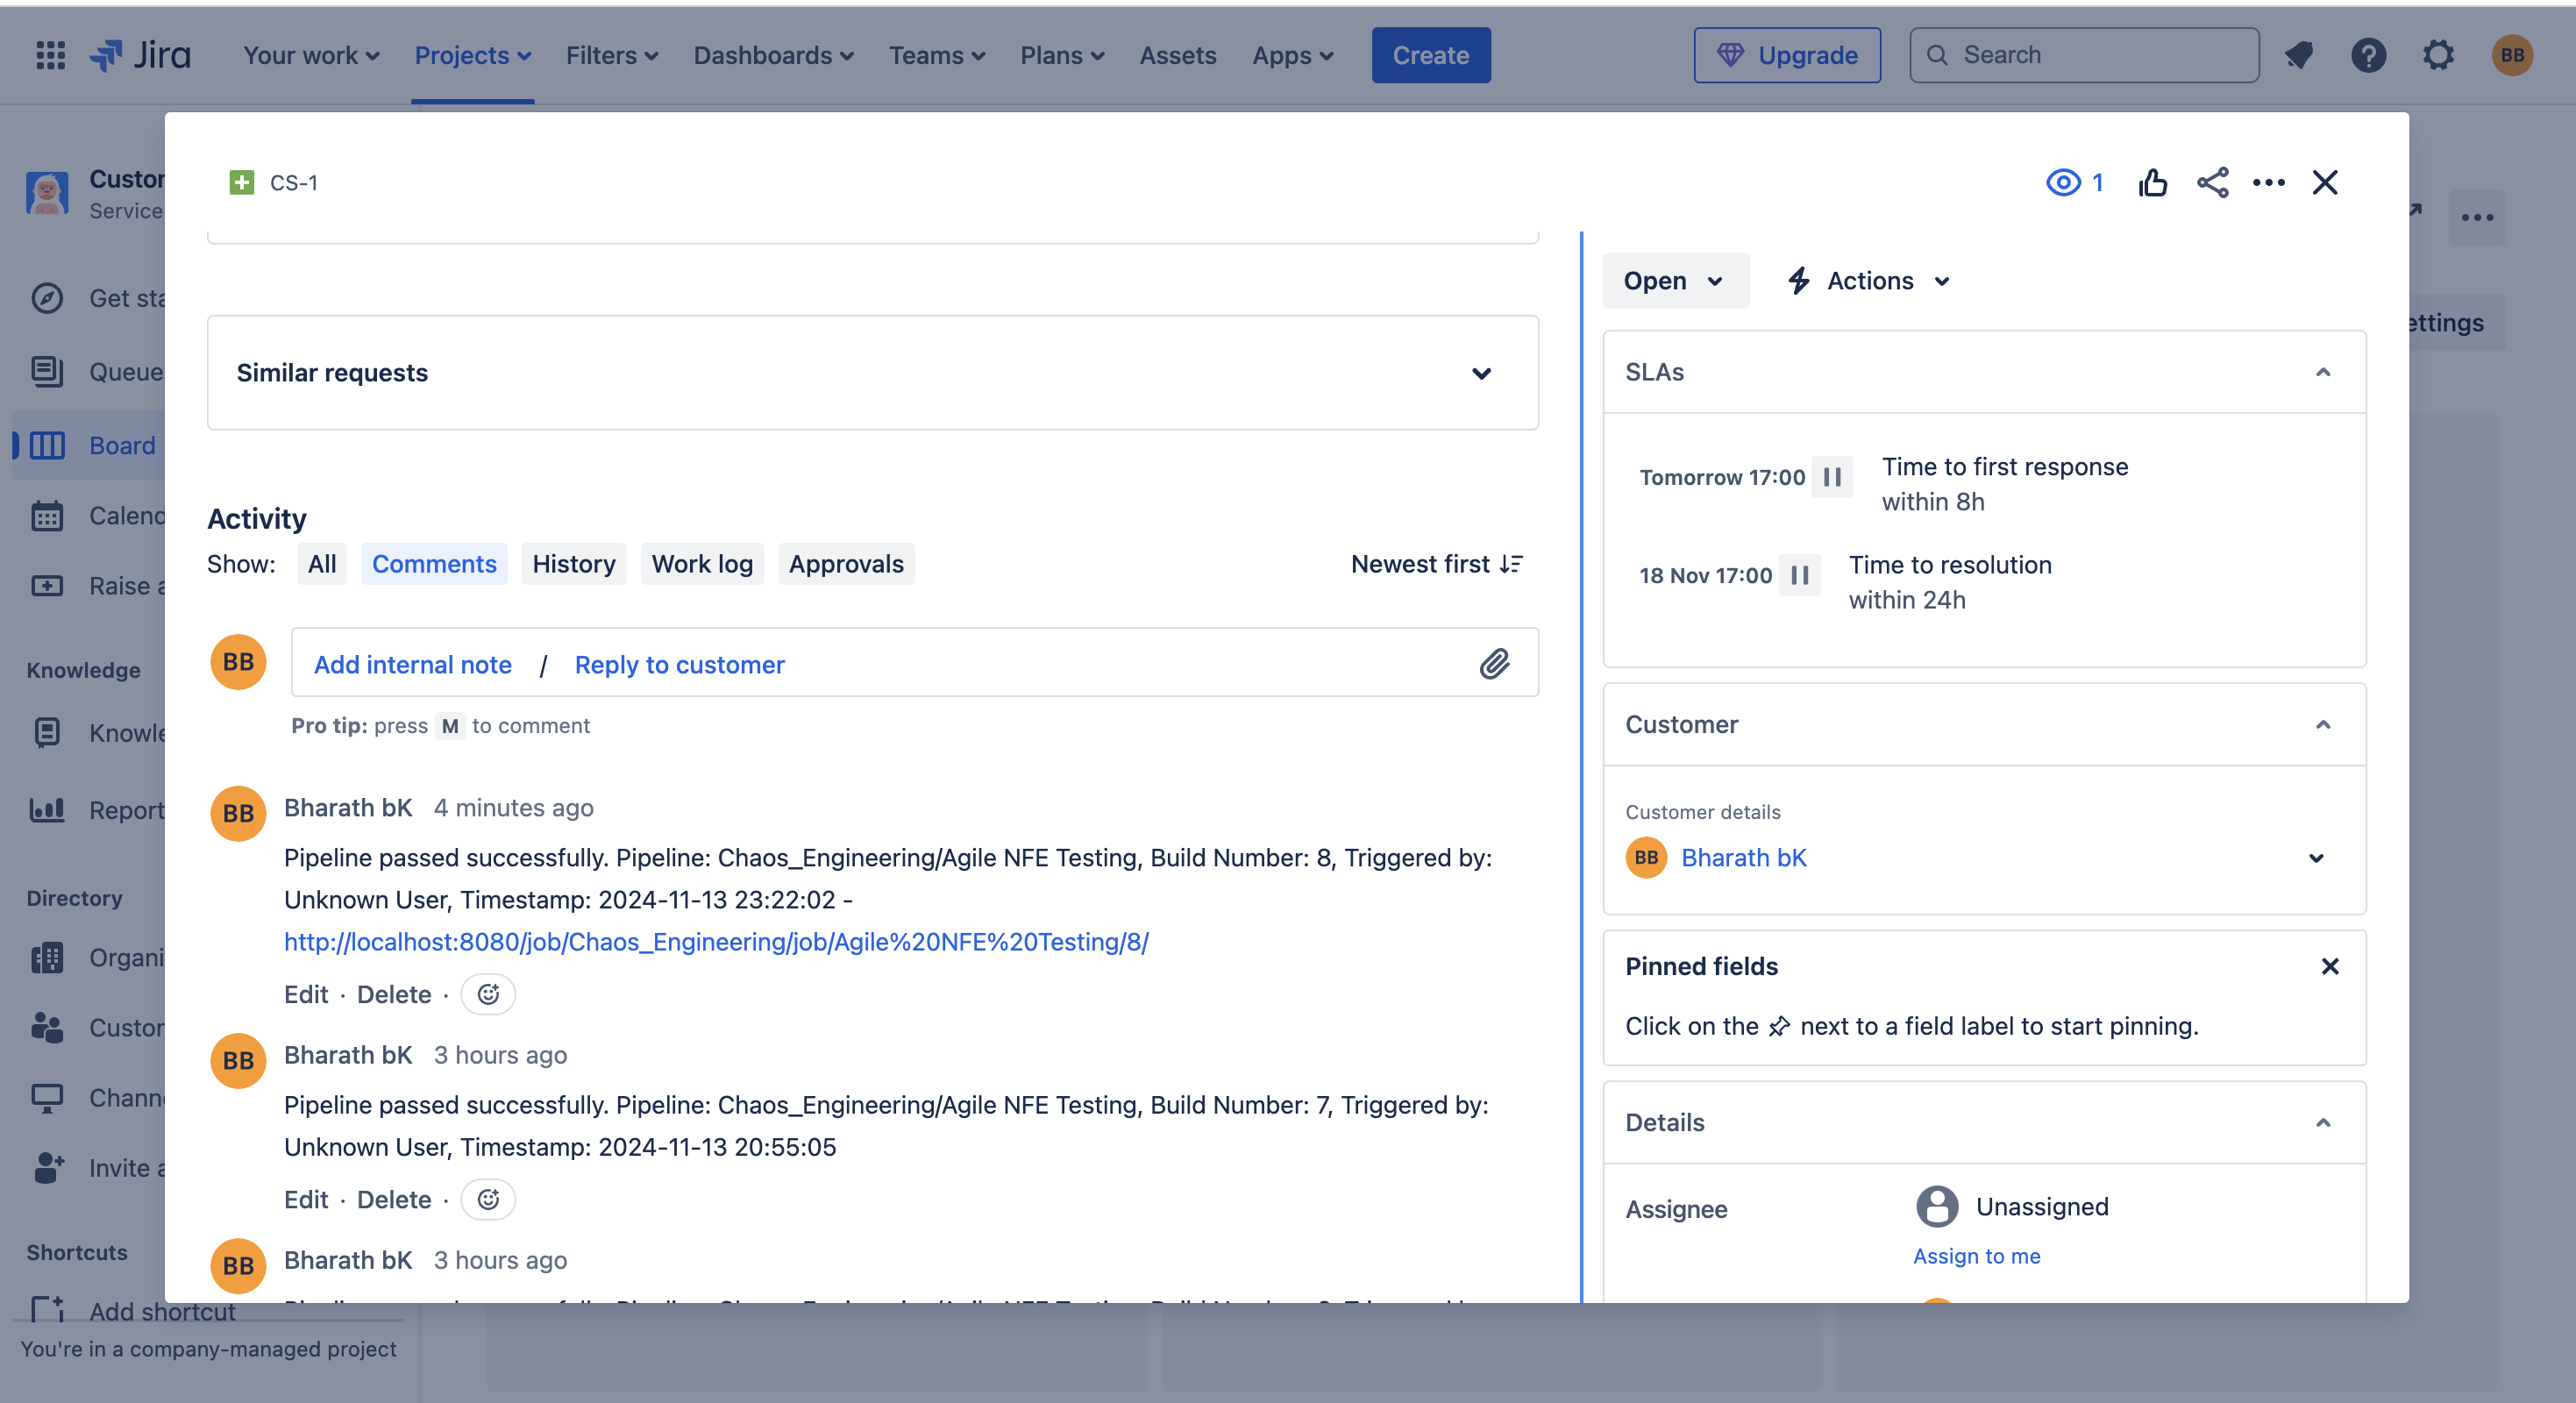 Jira
Your work
Projects
Filters
Dashboards
Teams
Plans
Assets
Apps
Create
Upgrade
Search
BB
Custor
Service
Get sta
Queue
Board
Calend
Raise a
Knowledge
Knowle
Report
Directory
Organi
Custor
Channe
Invite a
Shortcuts
Add shortcut
You're in a company-managed project
ettings
CS-1
1
Similar requests
Activity
Show:
All
Comments
History
Work log
Approvals
Newest first
BB
Add internal note / Reply to customer
Pro tip: press M to comment
BB
Bharath bK 4 minutes ago
Pipeline passed successfully. Pipeline: Chaos_Engineering/Agile NFE Testing, Build Number: 8, Triggered by:
Unknown User, Timestamp: 2024-11-13 23:22:02 -
http://localhost:8080/job/Chaos_Engineering/job/Agile%20NFE%20Testing/8/
Edit · Delete ·
BB
Bharath bK 3 hours ago
Pipeline passed successfully. Pipeline: Chaos_Engineering/Agile NFE Testing, Build Number: 7, Triggered by:
Unknown User, Timestamp: 2024-11-13 20:55:05
Edit · Delete ·
BB
Bharath bK 3 hours ago
Open
Actions
SLAs
Tomorrow 17:00
Time to first response
within 8h
18 Nov 17:00
Time to resolution
within 24h
Customer
Customer details
BB
Bharath bK
Pinned fields
Click on the next to a field label to start pinning.
Details
Assignee
Unassigned
Assign to me